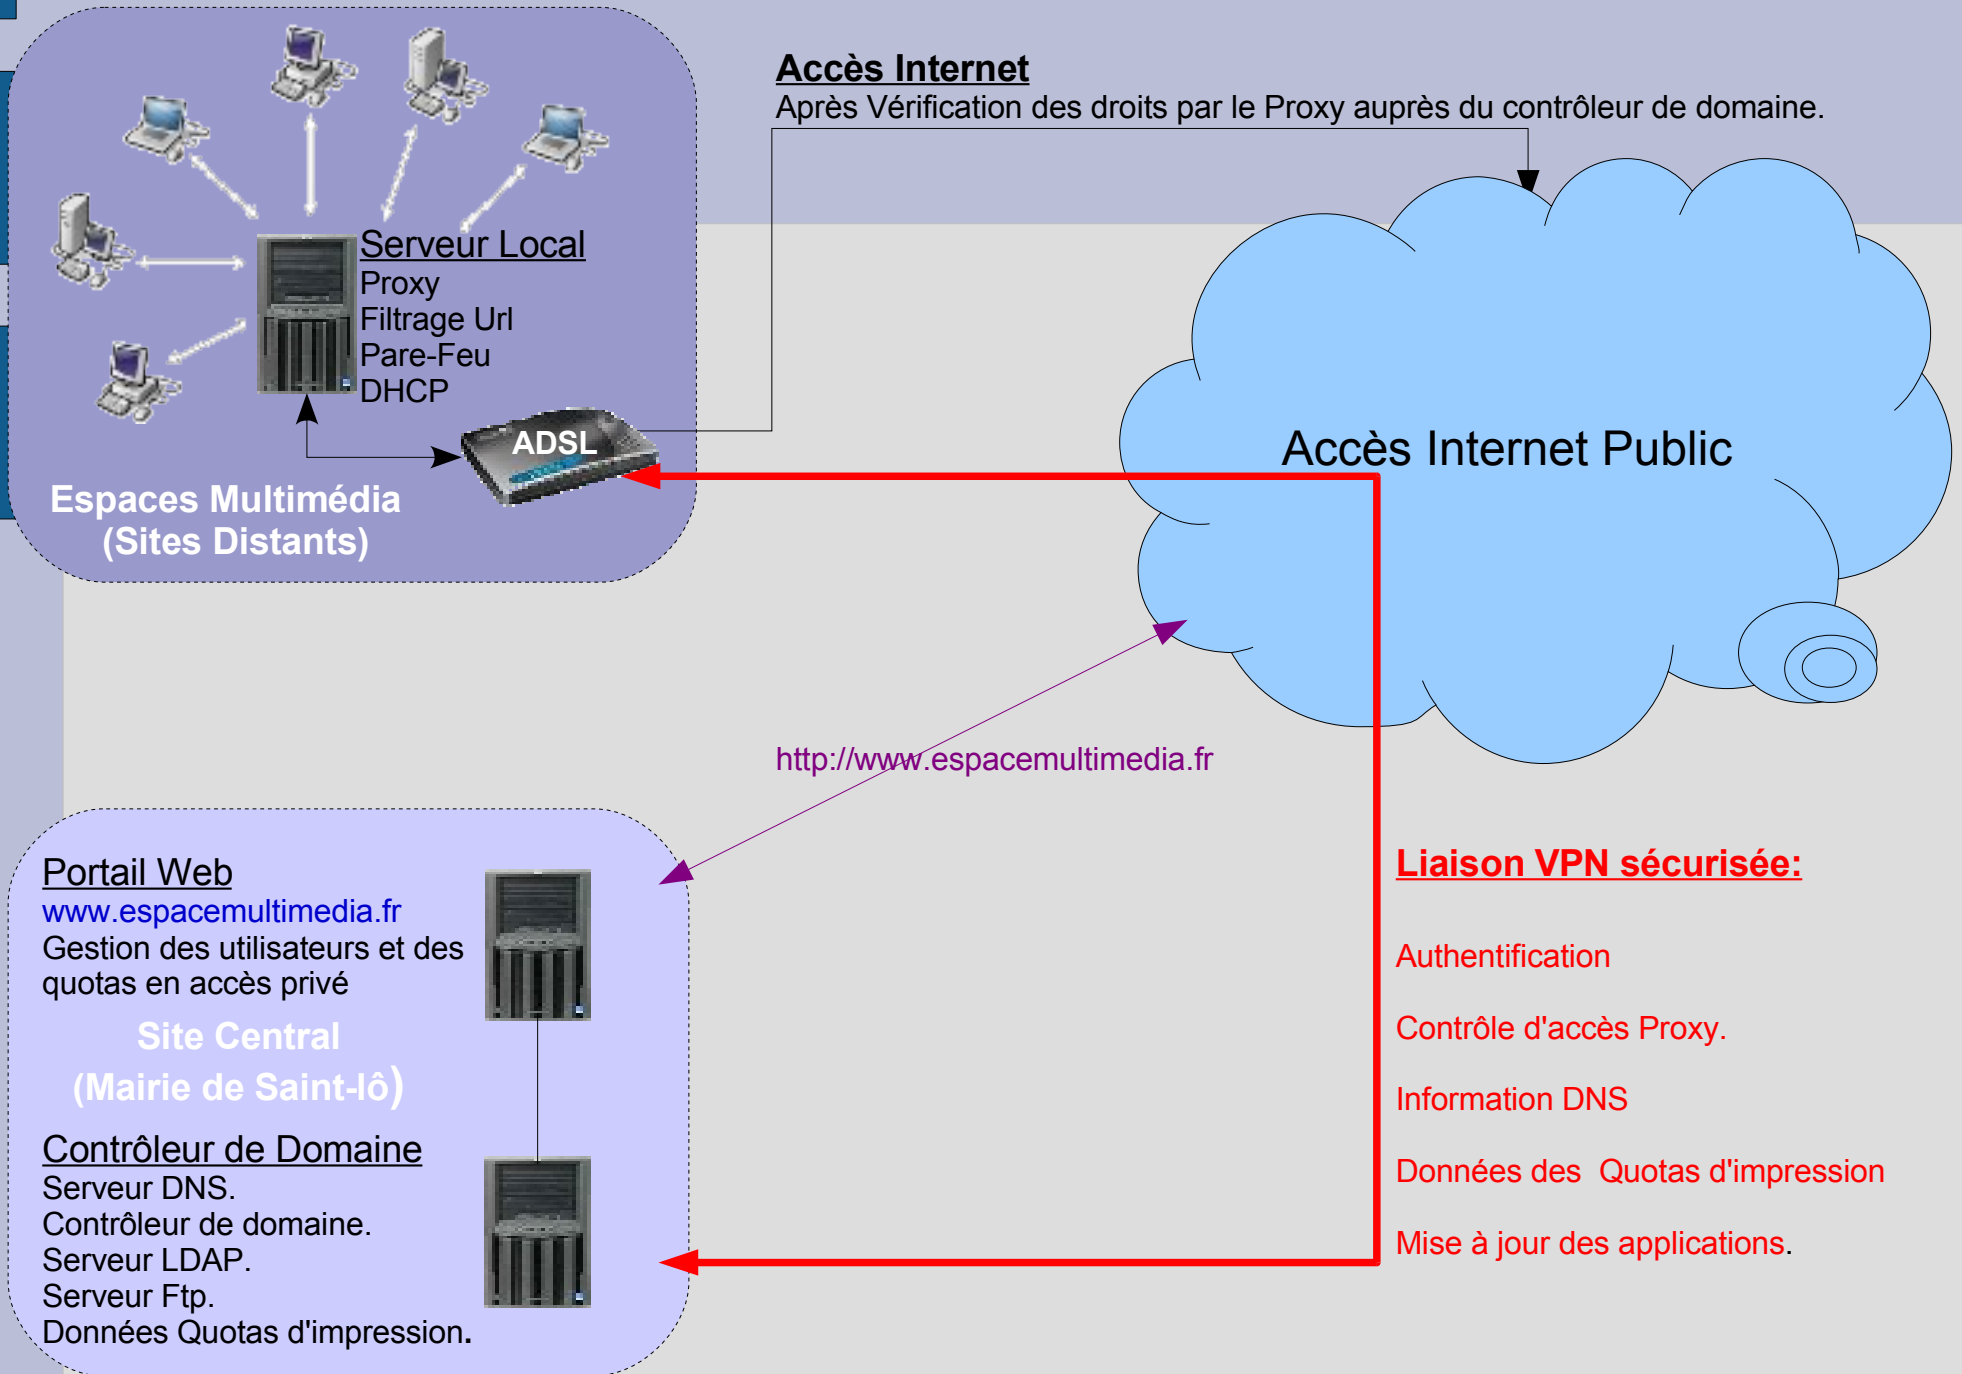 Accès Internet
Après Vérification des droits par le Proxy auprès du contrôleur de domaine.
Serveur Local
Proxy
Filtrage Url
Pare-Feu
DHCP
ADSL
Espaces Multimédia
(Sites Distants)
Accès Internet Public
http://www.espacemultimedia.fr
Portail Web
www.espacemultimedia.fr
Gestion des utilisateurs et des
quotas en accès privé
Site Central
(Mairie de Saint-lô)
Contrôleur de Domaine
Serveur DNS.
Contrôleur de domaine.
Serveur LDAP.
Serveur Ftp.
Données Quotas d'impression.
Liaison VPN sécurisée:
Authentification
Contrôle d'accès Proxy.
Information DNS
Données des  Quotas d'impression
Mise à jour des applications.